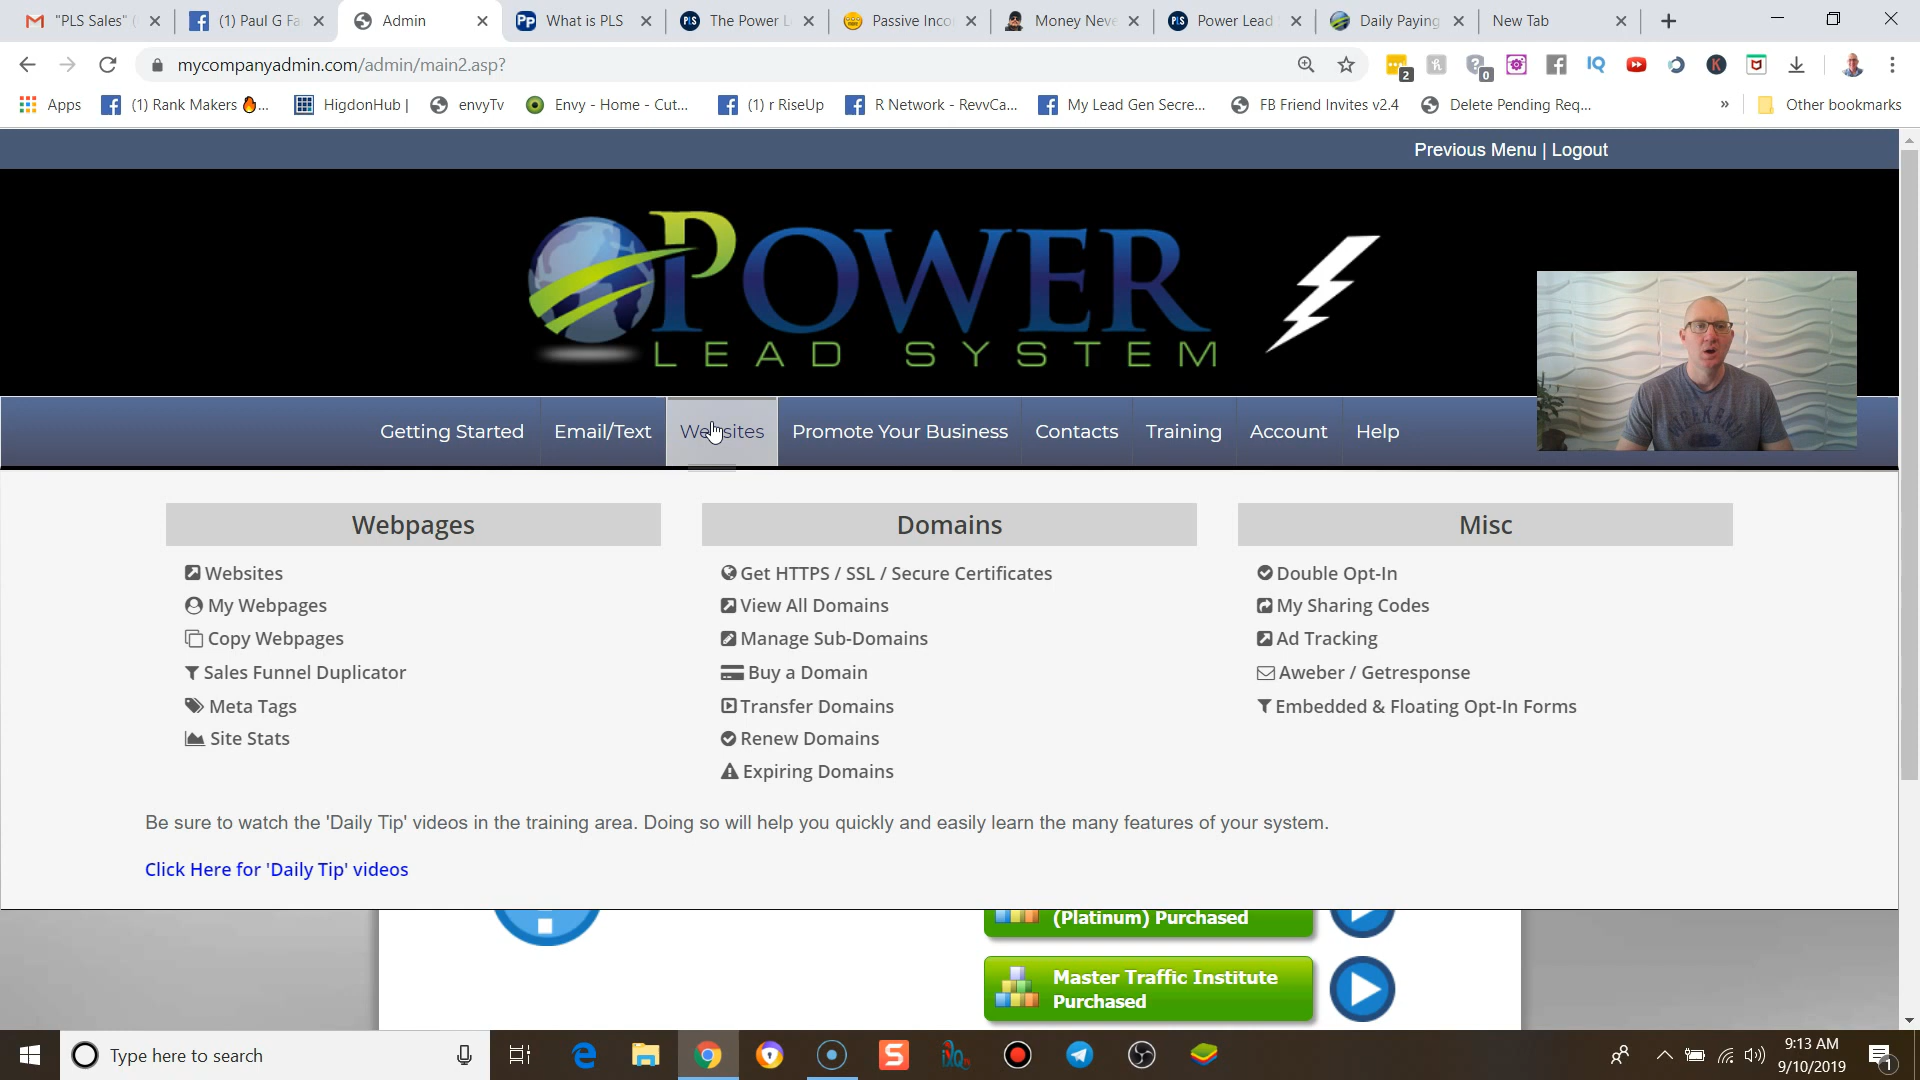 "PLS Sales" (
(1) Paul G Fa
Admin
What is PLS
The Power L
Passive Inco
Money Neve
Power Lead
Daily Paying
New Tab
mycompanyadmin.com/admin/main2.asp?
2
0
Apps
(1) Rank Makers 🔥...
HigdonHub |
envyTv
Envy - Home - Cut...
(1) r RiseUp
R Network - RevvCa...
My Lead Gen Secre...
FB Friend Invites v2.4
Delete Pending Req...
»
Other bookmarks
Previous Menu | Logout
POWER
LEAD SYSTEM
Getting Started
Email/Text
Websites
Promote Your Business
Contacts
Training
Account
Help
Webpages
Websites
My Webpages
Copy Webpages
Sales Funnel Duplicator
Meta Tags
Site Stats
Domains
Get HTTPS / SSL / Secure Certificates
View All Domains
Manage Sub-Domains
Buy a Domain
Transfer Domains
Renew Domains
Expiring Domains
Misc
Double Opt-In
My Sharing Codes
Ad Tracking
Aweber / Getresponse
Embedded & Floating Opt-In Forms
Be sure to watch the 'Daily Tip' videos in the training area. Doing so will help you quickly and easily learn the many features of your system.
Click Here for 'Daily Tip' videos
(Platinum) Purchased
Master Traffic Institute
Purchased
Type here to search
9:13 AM
9/10/2019
1